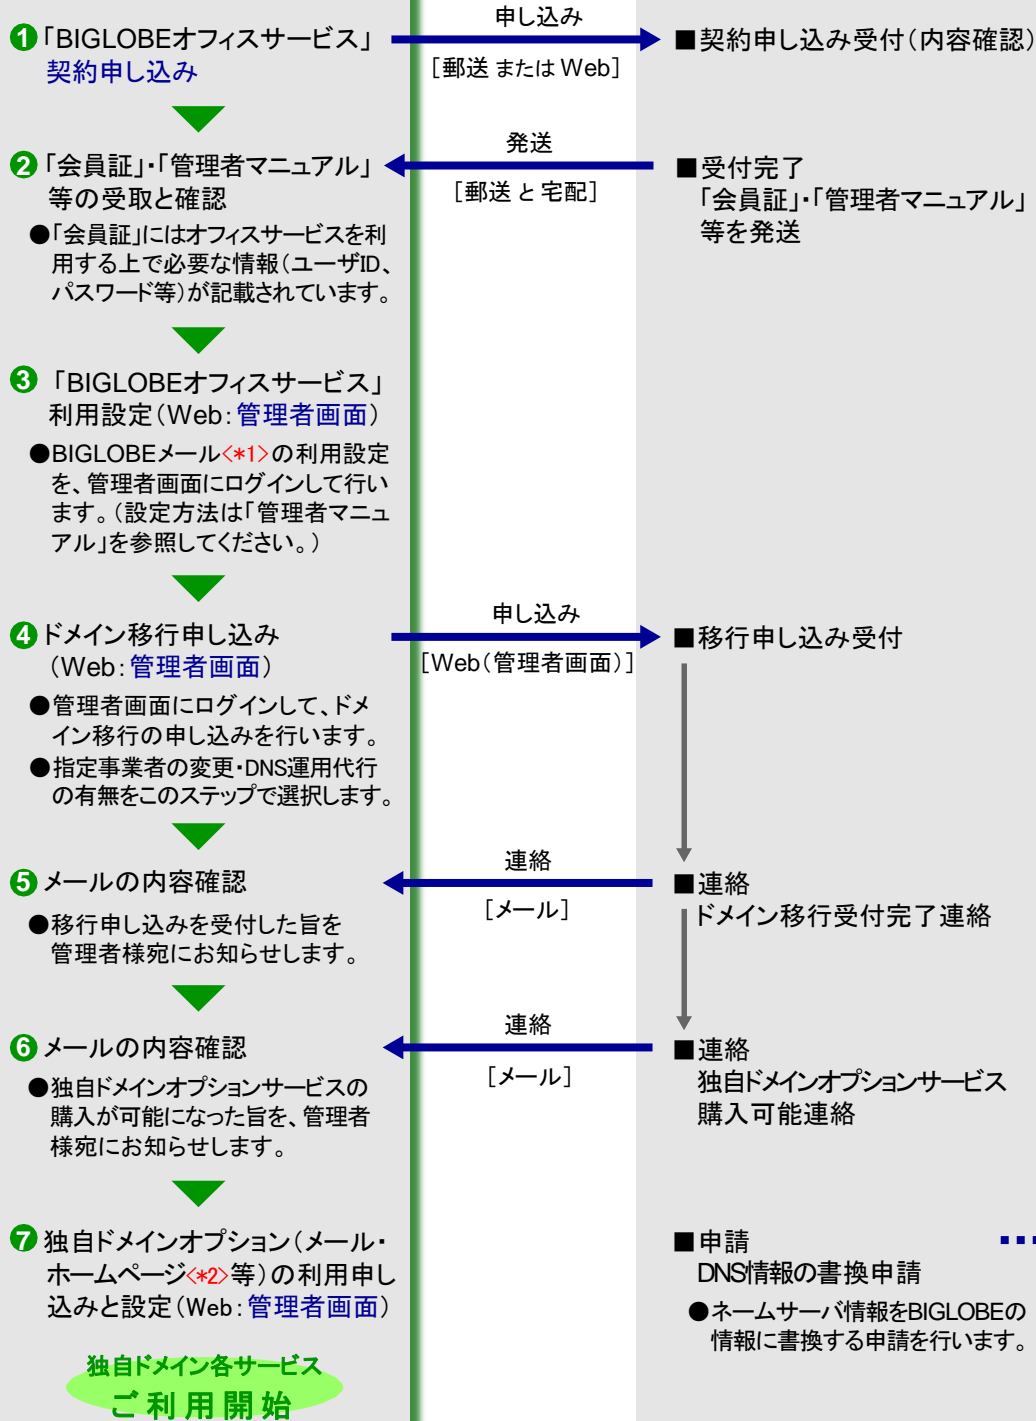 ❶「BIGLOBEオフィスサービス」
契約申し込み
申し込み
［郵送 または Web］
■契約申し込み受付（内容確認）
❷「会員証」・「管理者マニュアル」
等の受取と確認
発送
［郵送 と 宅配］
■受付完了
「会員証」・「管理者マニュアル」
等を発送
●「会員証」にはオフィスサービスを利
用する上で必要な情報（ユーザID、
パスワード等）が記載されています。
❸「BIGLOBEオフィスサービス」
利用設定（Web：管理者画面）
●BIGLOBEメール<*1>の利用設定
を、管理者画面にログインして行い
ます。（設定方法は「管理者マニュ
アル」を参照してください。）
❹ドメイン移行申し込み
（Web：管理者画面）
申し込み
［Web（管理者画面）］
■移行申し込み受付
●管理者画面にログインして、ドメ
イン移行の申し込みを行います。
●指定事業者の変更・DNS運用代行
の有無をこのステップで選択します。
❺メールの内容確認
連絡
［メール］
■連絡
ドメイン移行受付完了連絡
●移行申し込みを受付した旨を
管理者様宛にお知らせします。
❻メールの内容確認
連絡
［メール］
■連絡
独自ドメインオプションサービス
購入可能連絡
●独自ドメインオプションサービスの
購入が可能になった旨を、管理者
様宛にお知らせします。
❼独自ドメインオプション（メール・
ホームページ<*2>等）の利用申し
込みと設定（Web：管理者画面）
■申請
DNS情報の書換申請
●ネームサーバ情報をBIGLOBEの
情報に書換する申請を行います。
独自ドメイン各サービス
ご利用開始